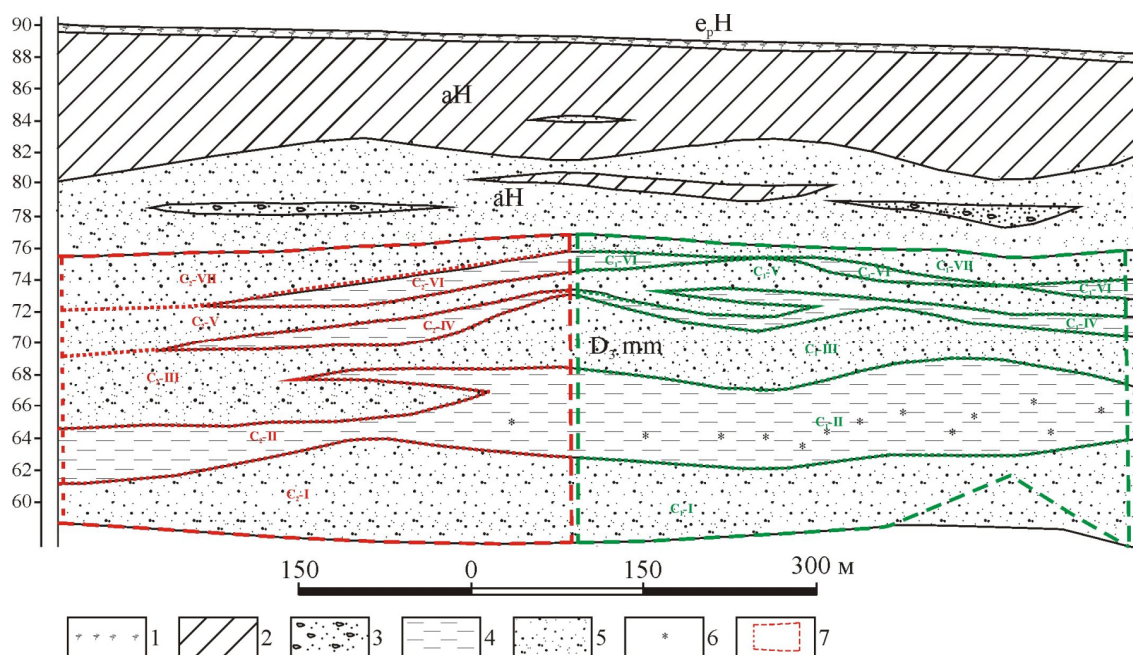 90
88
86
84
82
80
78
76
74
72
70
68
66
64
62
60
eₚH
aH
aH
C₂-VII
C₂-VI
C₂-V
C₂-IV
C₂-III
C₂-II
C₂-I
D₃ mm
C₁-VI
C₁-V
C₁-VI
C₁-VII
C₁-VI
C₁-IV
C₁-III
C₁-II
C₁-I
150 0 150 300 м
1 2 3 4 5 6 7